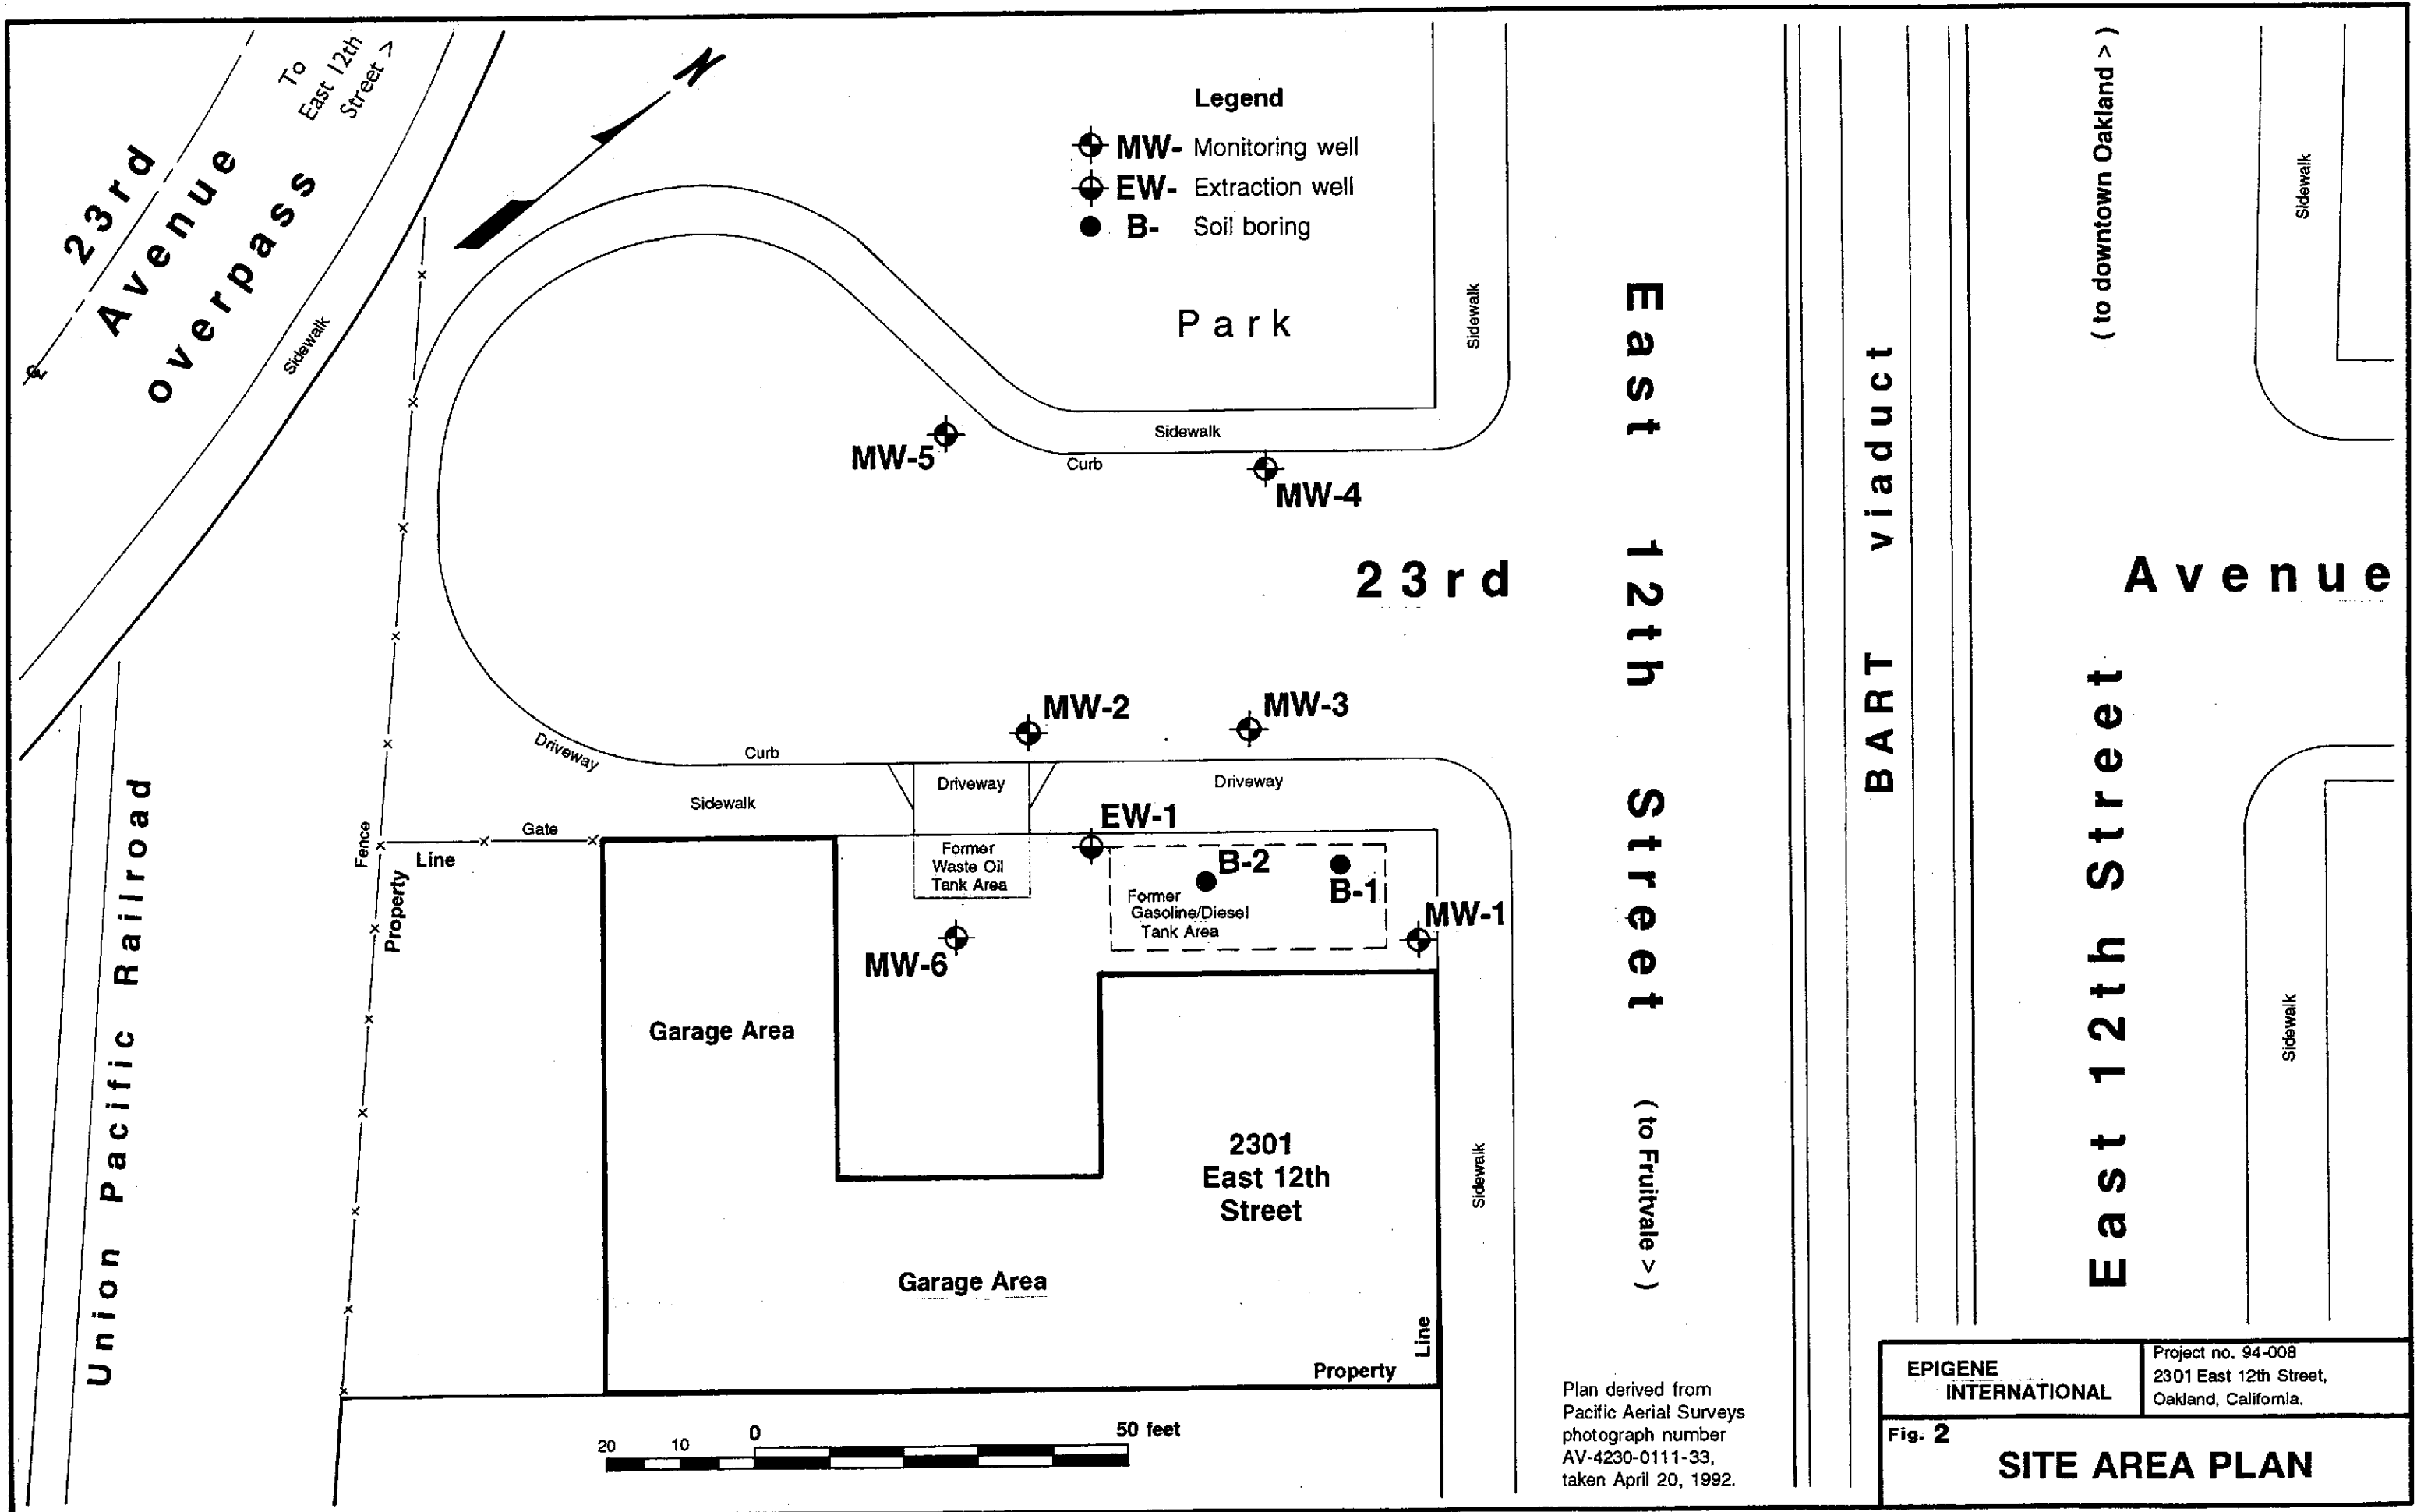 To
East 12th
Street >
23rd
Avenue
overpass
Sidewalk
N
Legend
MW- Monitoring well
EW- Extraction well
B- Soil boring
Park
Sidewalk
Sidewalk
Curb
MW-5
MW-4
23rd
Avenue
East 12th Street (to Fruitvale >)
BART viaduct
(to downtown Oakland >)
East 12th Street
Sidewalk
Sidewalk
MW-2
MW-3
Driveway
Curb
Driveway
Driveway
Sidewalk
Gate
Fence
Line
Property
Union Pacific Railroad
EW-1
Former
Waste Oil
Tank Area
B-2
B-1
Former
Gasoline/Diesel
Tank Area
MW-1
MW-6
Garage Area
2301
East 12th
Street
Sidewalk
Garage Area
Line
Property
20 10 0 50 feet
Plan derived from
Pacific Aerial Surveys
photograph number
AV-4230-0111-33,
taken April 20, 1992.
EPIGENE
INTERNATIONAL
Project no. 94-008
2301 East 12th Street,
Oakland, California.
Fig. 2
SITE AREA PLAN